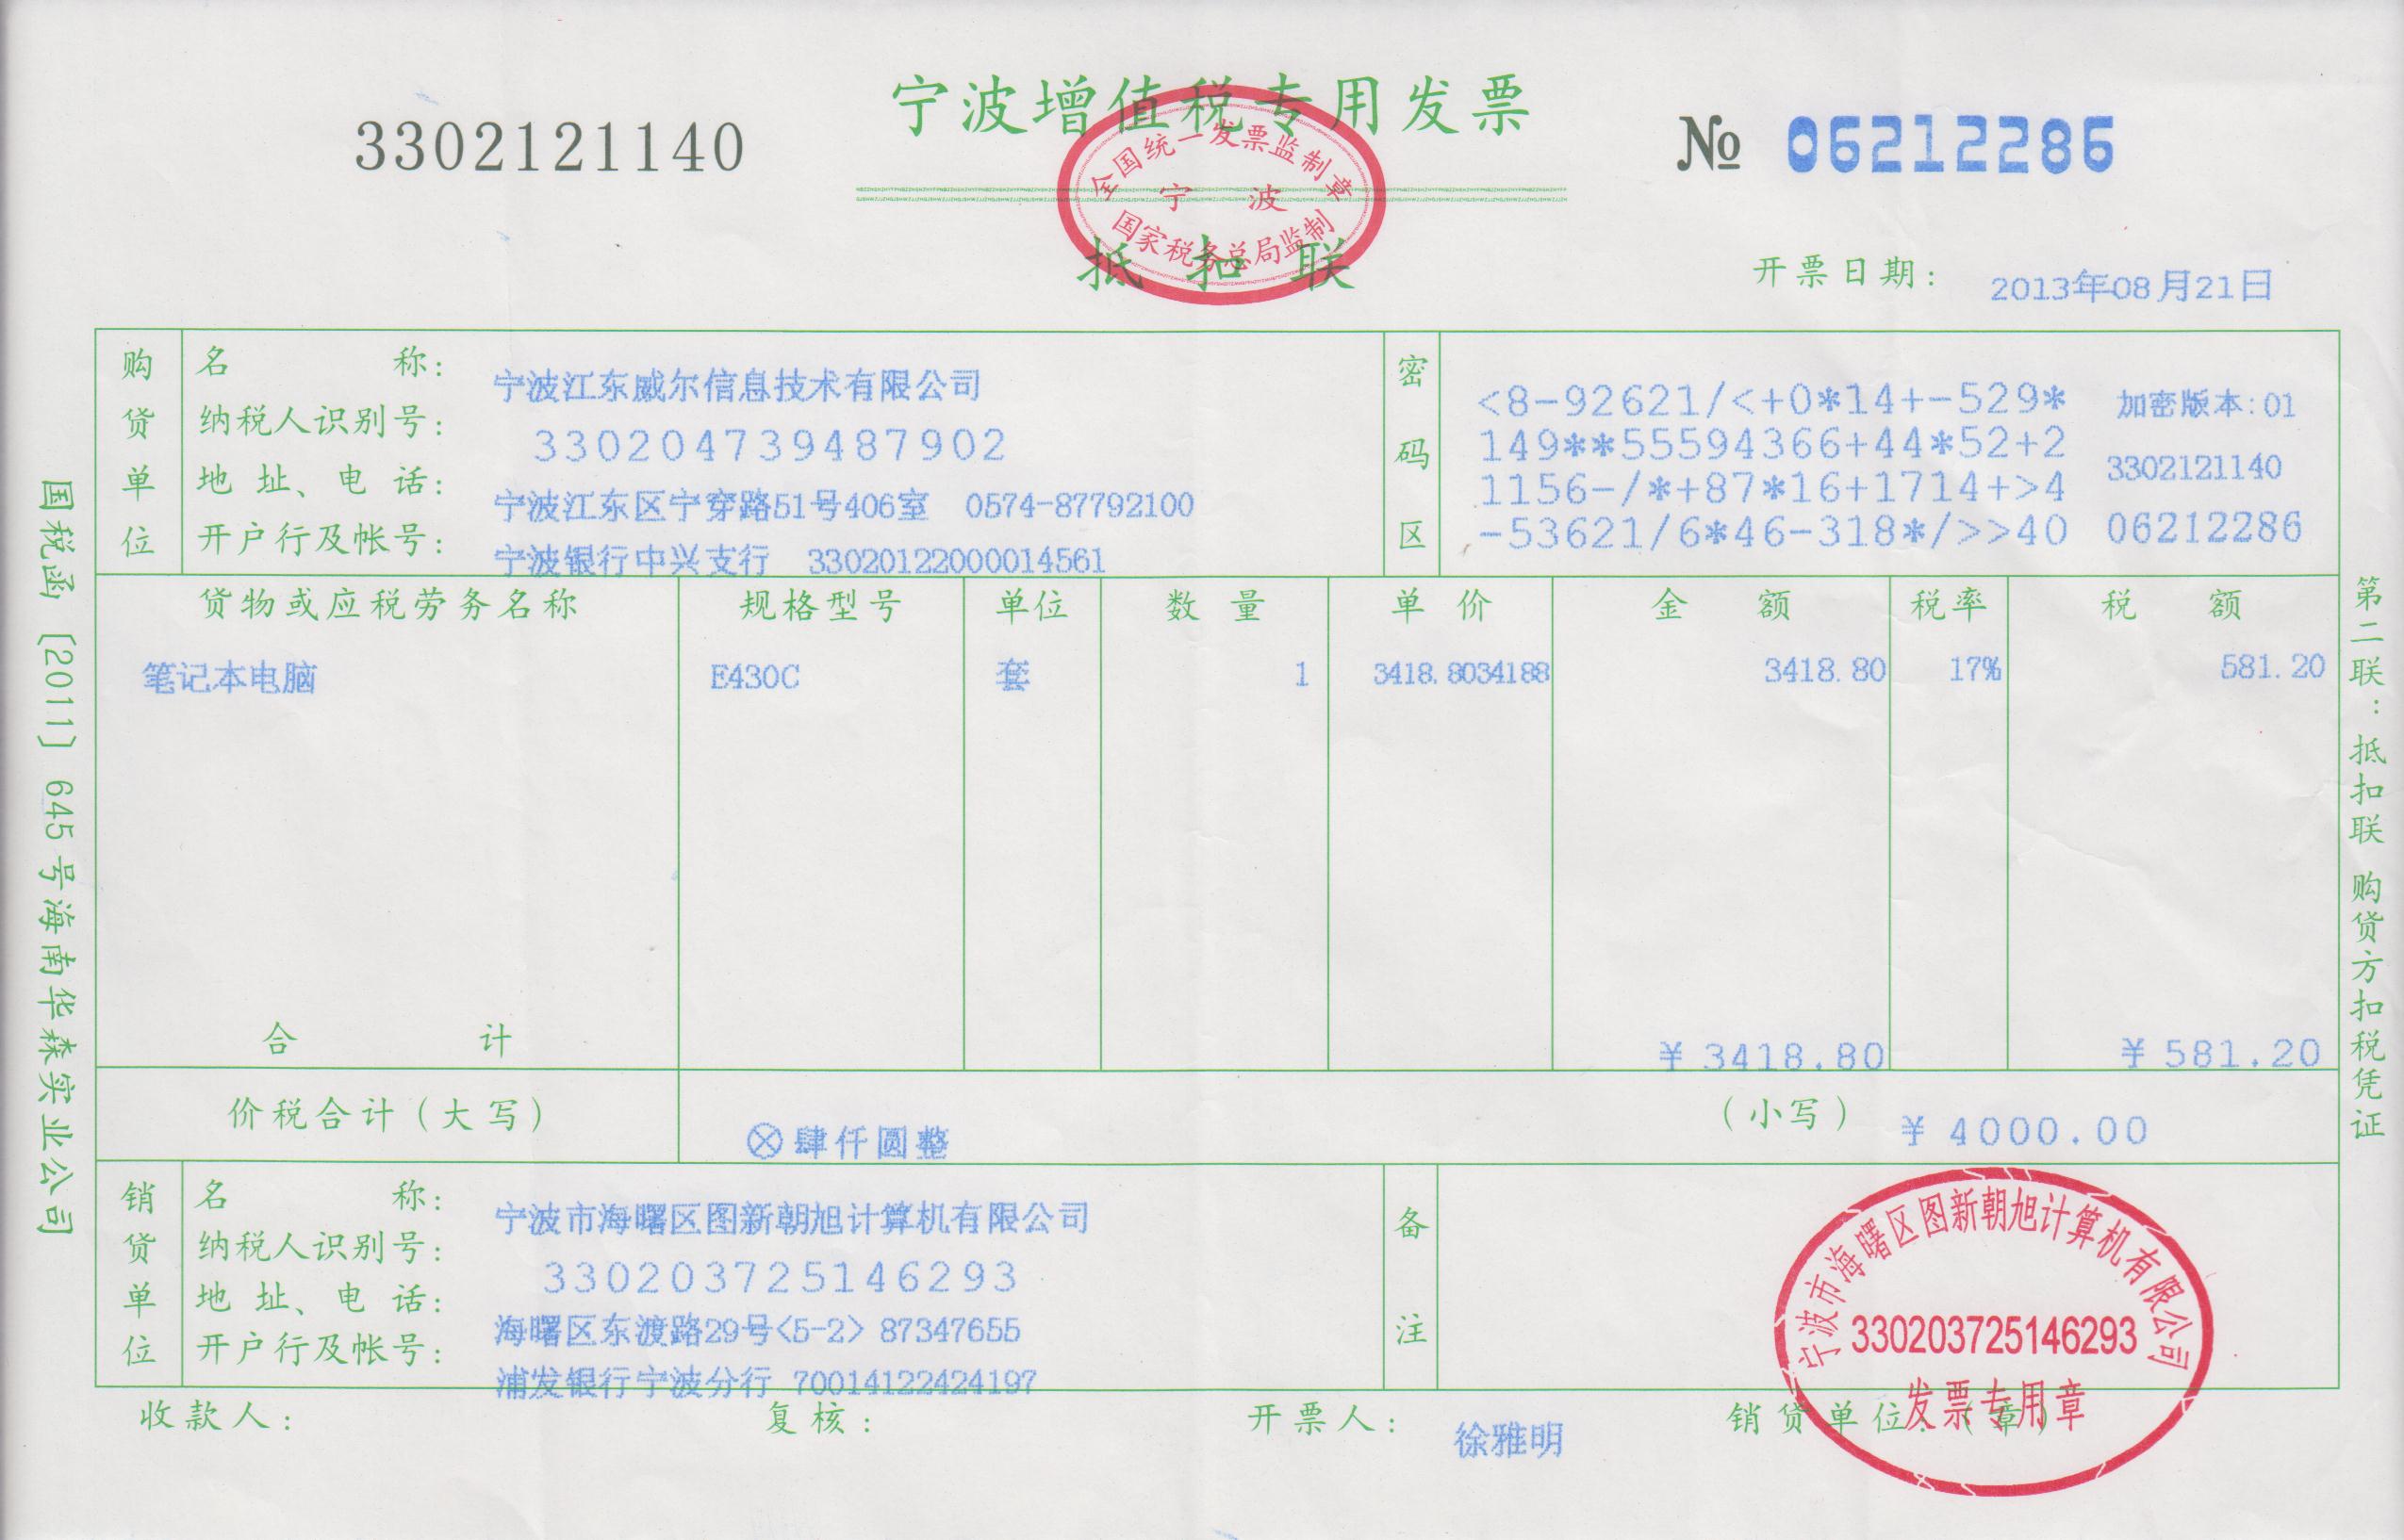 宁波增值税专用发票
3302121140
№ 06212286
全国统一发票监制章
宁 波
国家税务总局监制
抵 扣 联
开票日期: 2013年08月21日
购货单位
名 称: 宁波江东威尔信息技术有限公司
纳税人识别号: 330204739487902
地 址、电 话: 宁波江东区宁穿路51号406室 0574-87792100
开户行及帐号: 宁波银行中兴支行 33020122000014561
密码区
<8-92621/<+0*14+-529* 加密版本:01
149**55594366+44*52+2
1156-/*+87*16+1714+>4 3302121140
-53621/6*46-318*/>>40 06212286
货物或应税劳务名称 规格型号 单位 数 量 单 价 金 额 税率 税 额
笔记本电脑 E430C 套 1 3418.8034188 3418.80 17% 581.20
合 计 ¥3418.80 ¥581.20
价税合计(大写) ⊗肆仟圆整 (小写) ¥4000.00
销货单位
名 称: 宁波市海曙区图新朝旭计算机有限公司
纳税人识别号: 330203725146293
地 址、电 话: 海曙区东渡路29号<5-2> 87347655
开户行及帐号: 浦发银行宁波分行 70014122424197
备注
宁波市海曙区图新朝旭计算机有限公司
330203725146293
发票专用章
收款人: 复核: 开票人: 徐雅明 销货单位:(章)
国税函〔2011〕645号海南华森实业公司
第二联:抵扣联 购货方扣税凭证